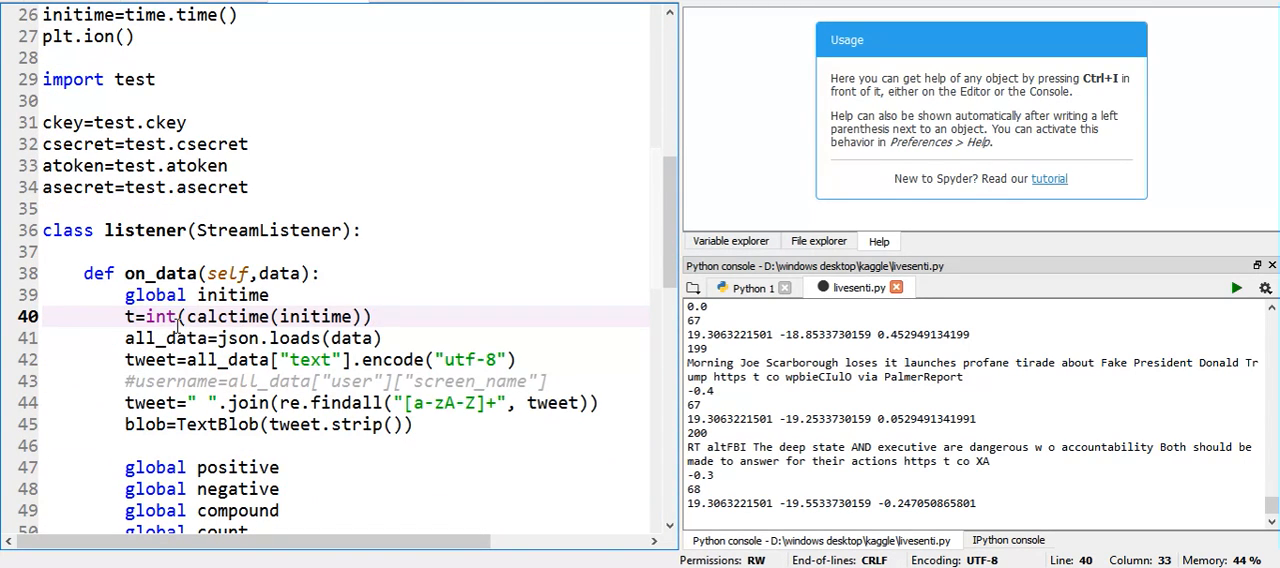 26 initime=time.time()
27 plt.ion()
28
29 import test
30
31 ckey=test.ckey
32 csecret=test.csecret
33 atoken=test.atoken
34 asecret=test.asecret
35
36 class listener(StreamListener):
37
38 def on_data(self,data):
39 global initime
40 t=int(calctime(initime))
41 all_data=json.loads(data)
42 tweet=all_data["text"].encode("utf-8")
43 #username=all_data["user"]["screen_name"]
44 tweet=" ".join(re.findall("[a-zA-Z]+", tweet))
45 blob=TextBlob(tweet.strip())
46
47 global positive
48 global negative
49 global compound
50 global count
Usage
Here you can get help of any object by pressing Ctrl+I in
front of it, either on the Editor or the Console.
Help can also be shown automatically after writing a left
parenthesis next to an object. You can activate this
behavior in Preferences > Help.
New to Spyder? Read our tutorial
Variable explorer File explorer Help
Python console - D:\windows desktop\kaggle\livesenti.py
Python 1 livesenti.py
0.0
67
19.3063221501 -18.8533730159 0.452949134199
199
Morning Joe Scarborough loses it launches profane tirade about Fake President Donald Tr
ump https t co wpbieCIulO via PalmerReport
-0.4
67
19.3063221501 -19.2533730159 0.0529491341991
200
RT altFBI The deep state AND executive are dangerous w o accountability Both should be
made to answer for their actions https t co XA
-0.3
68
19.3063221501 -19.5533730159 -0.247050865801
Python console - D:\windows desktop\kaggle\livesenti.py IPython console
Permissions: RW End-of-lines: CRLF Encoding: UTF-8 Line: 40 Column: 33 Memory: 44 %